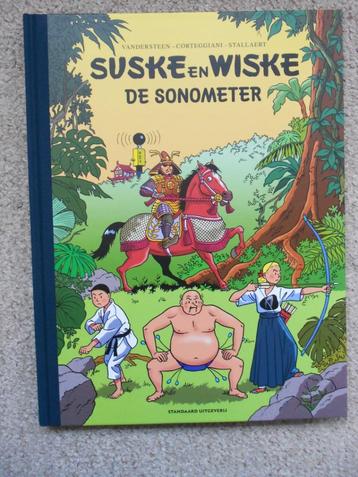 VANDERSTEEN - CORTEGGIANI - STALLAERT
SUSKE EN WISKE
DE SONOMETER
STANDAARD UITGEVERIJ